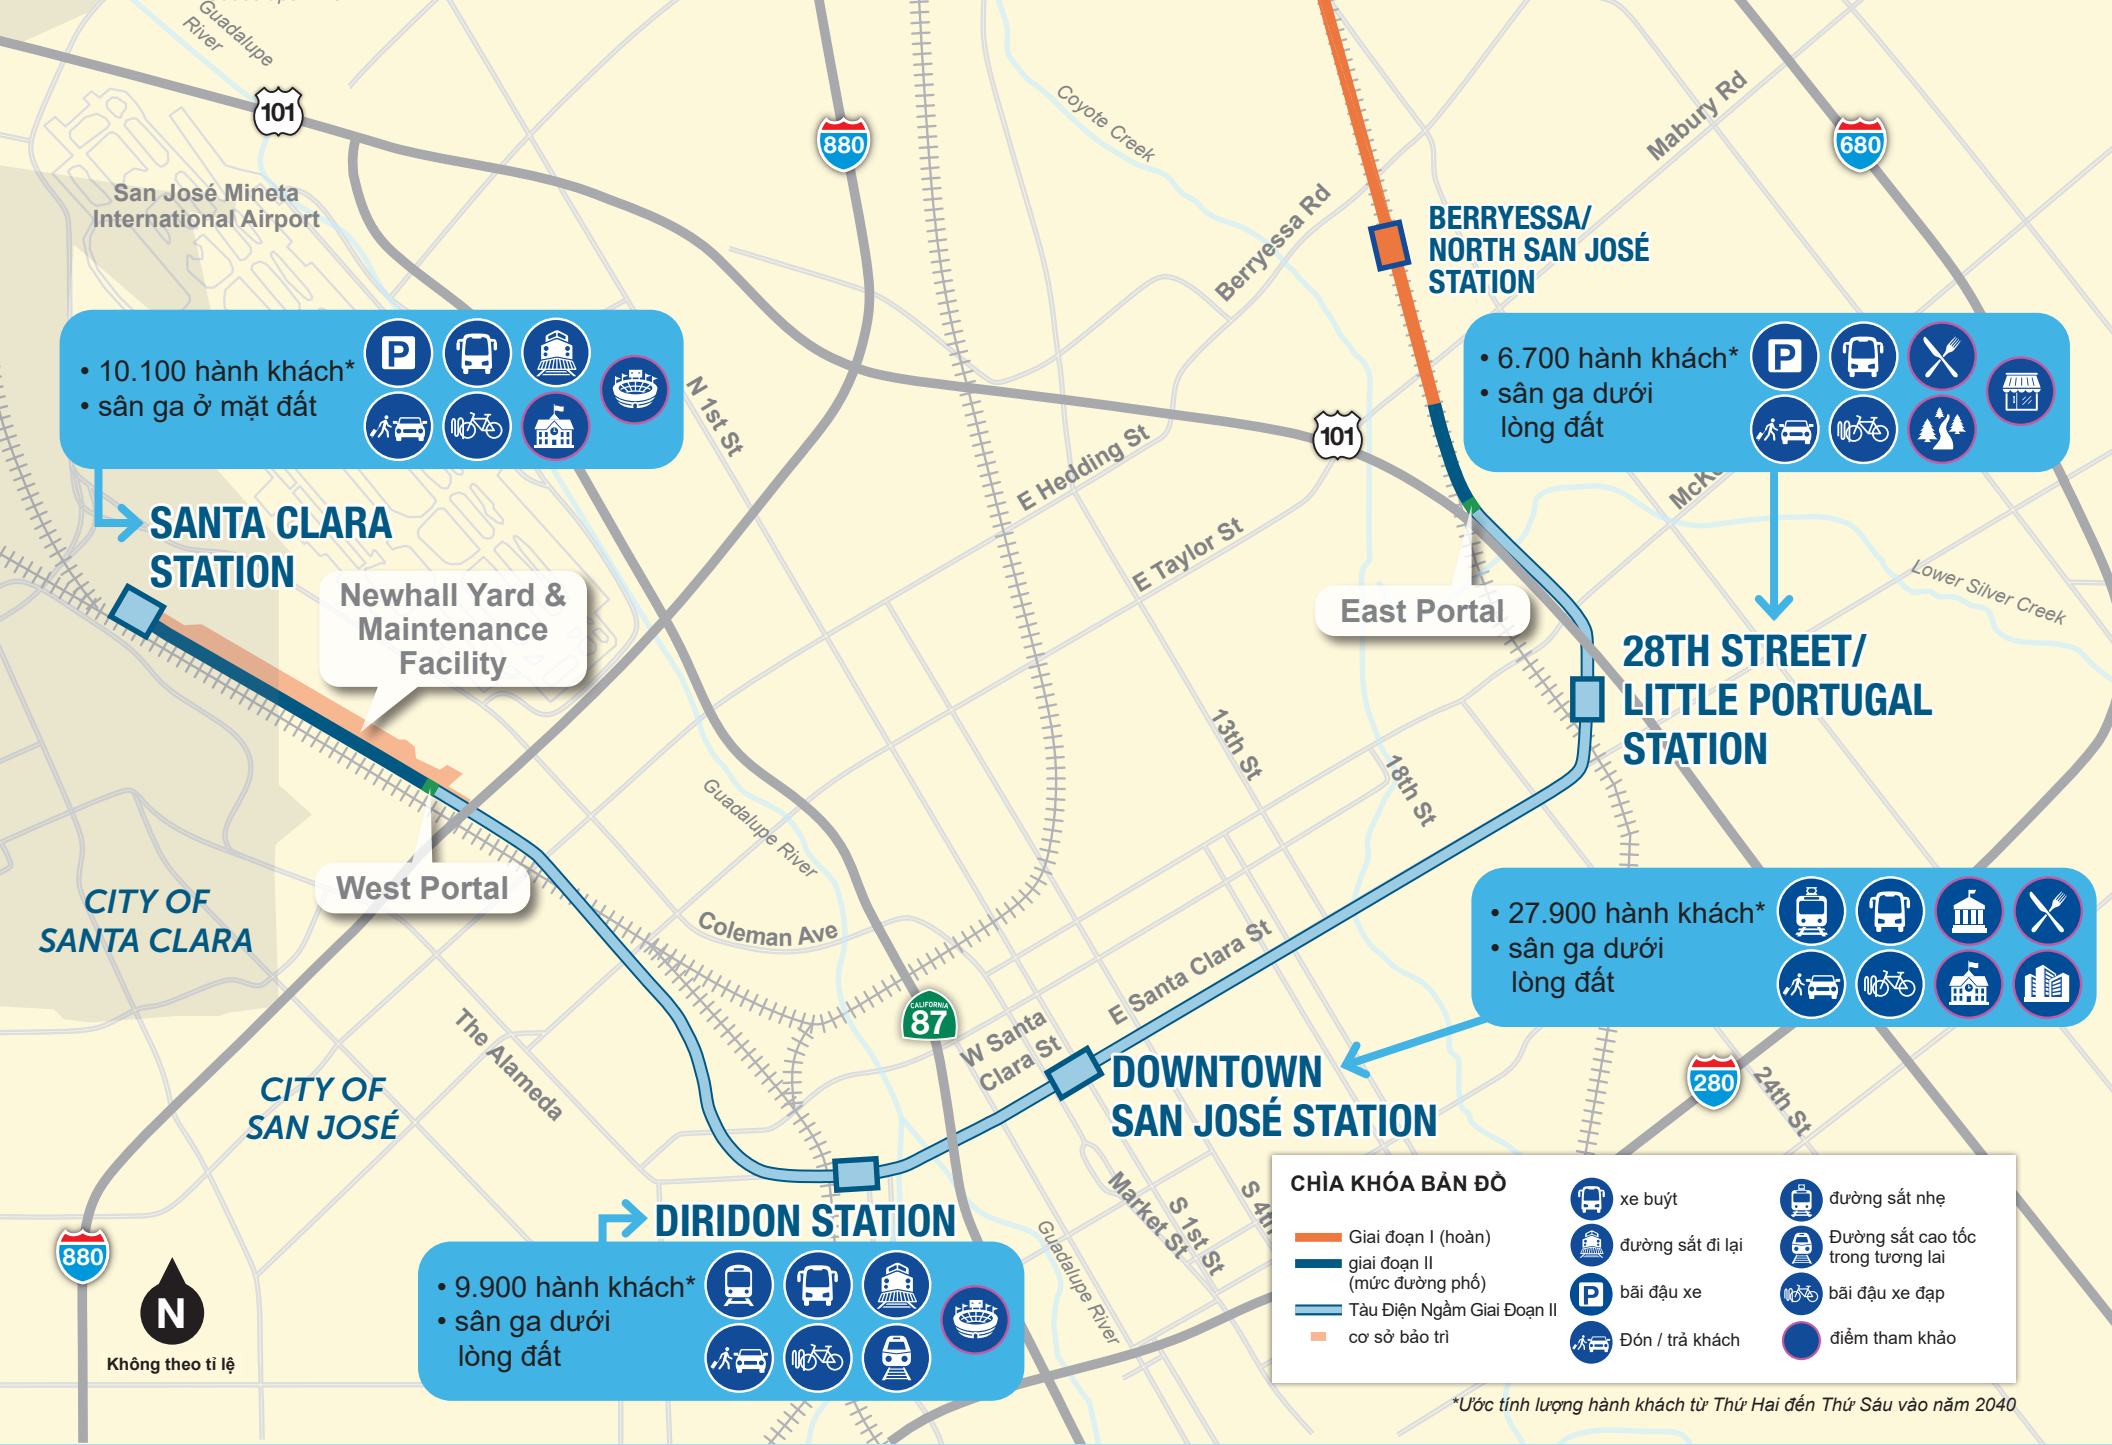 Guadalupe
River
101
880
680
Coyote Creek
Mabury Rd
San José Mineta
International Airport
Berryessa Rd
BERRYESSA/
NORTH SAN JOSÉ
STATION
• 10.100 hành khách*
• sân ga ở mặt đất
P
• 6.700 hành khách*
• sân ga dưới
lòng đất
P
N 1st St
101
E Hedding St
E Taylor St
SANTA CLARA
STATION
Newhall Yard &
Maintenance
Facility
East Portal
Lower Silver Creek
28TH STREET/
LITTLE PORTUGAL
STATION
13th St
18th St
Guadalupe River
West Portal
CITY OF
SANTA CLARA
Coleman Ave
E Santa Clara St
• 27.900 hành khách*
• sân ga dưới
lòng đất
CALIFORNIA
87
W Santa
Clara St
The Alameda
CITY OF
SAN JOSÉ
DOWNTOWN
SAN JOSÉ STATION
280
24th St
DIRIDON STATION
Market St
S 1st St
S 4th
Guadalupe River
880
N
Không theo tỉ lệ
• 9.900 hành khách*
• sân ga dưới
lòng đất
CHÌA KHÓA BẢN ĐỒ
Giai đoạn I (hoàn)
giai đoạn II
(mức đường phố)
Tàu Điện Ngầm Giai Đoạn II
cơ sở bảo trì
xe buýt
đường sắt đi lại
P
bãi đậu xe
Đón / trả khách
đường sắt nhẹ
Đường sắt cao tốc
trong tương lai
bãi đậu xe đạp
điểm tham khảo
*Ước tính lượng hành khách từ Thứ Hai đến Thứ Sáu vào năm 2040